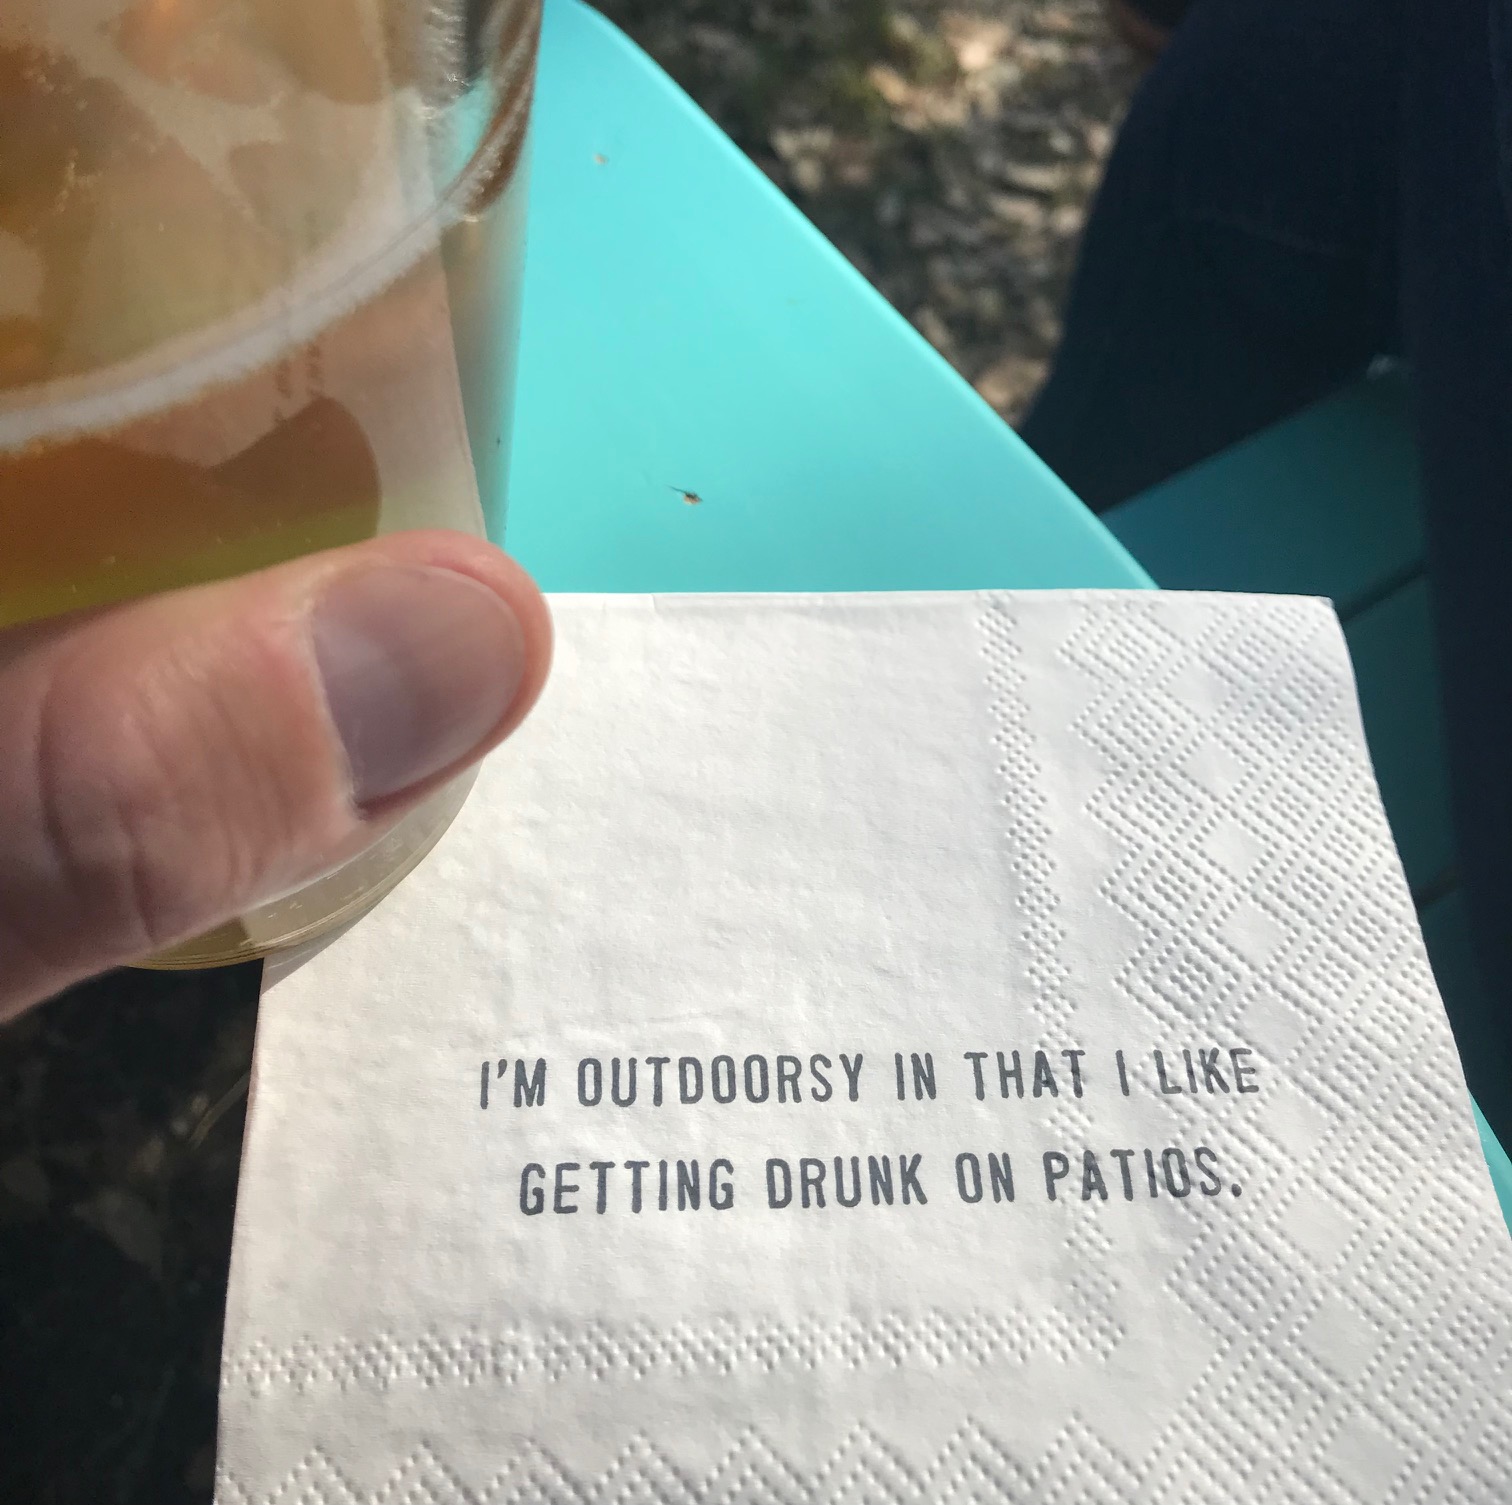 I'M OUTDOORSY IN THAT I LIKE
GETTING DRUNK ON PATIOS.